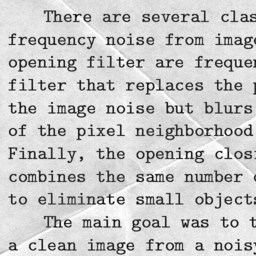 There are several clas
frequency noise from image
opening filter are frequen
filter that replaces the p
the image noise but blurs
of the pixel neighborhood
Finally, the opening closi
combines the same number o
to eliminate small objects
The main goal was to t
a clean image from a noisy